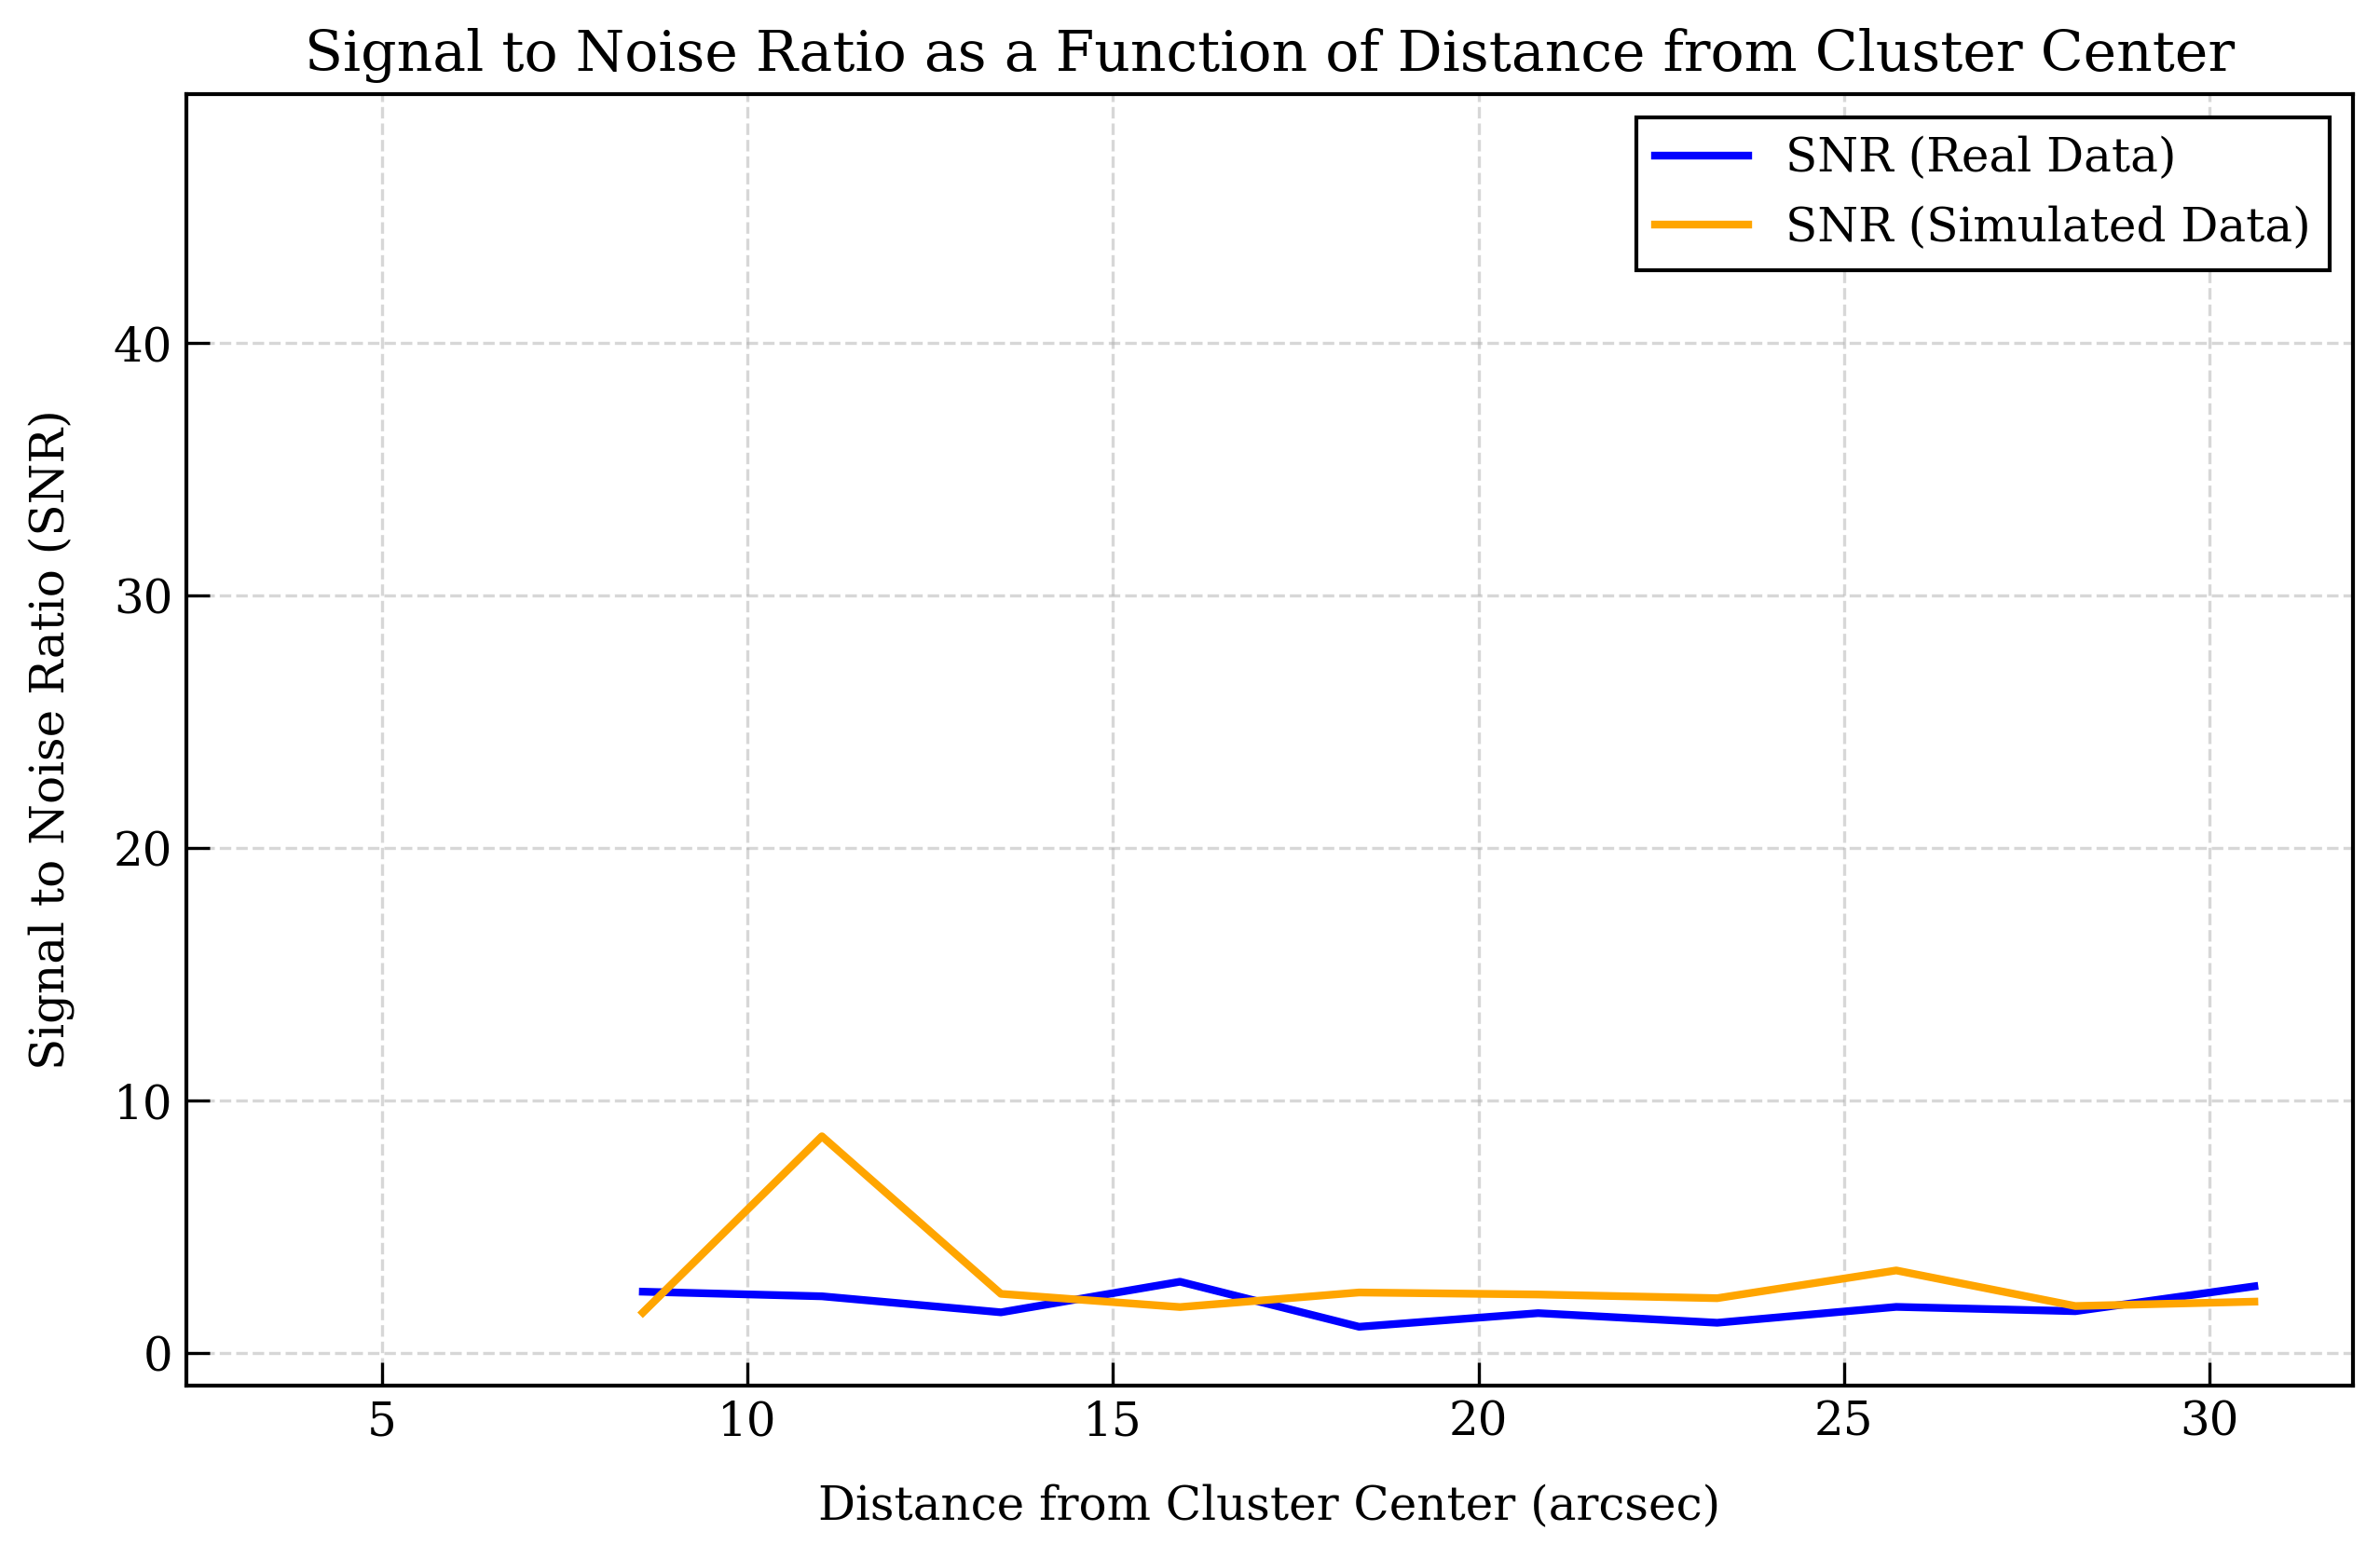 Signal to Noise Ratio as a Function of Distance from Cluster Center
SNR (Real Data)
SNR (Simulated Data)
Signal to Noise Ratio (SNR)
40
30
20
10
0
5 10 15 20 25 30
Distance from Cluster Center (arcsec)